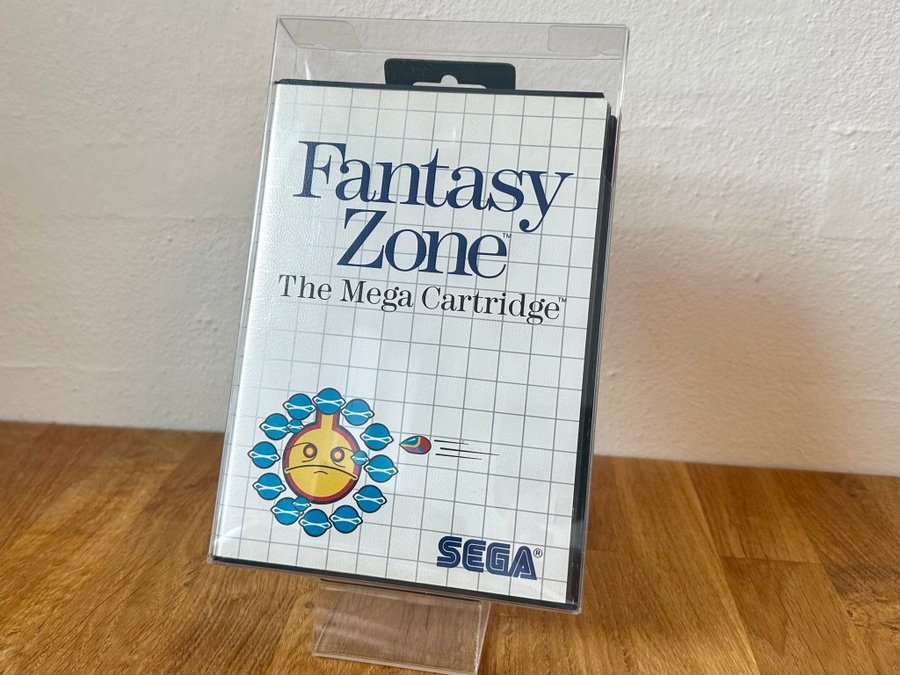 Fantasy
Zone™
The Mega Cartridge™
SEGA®